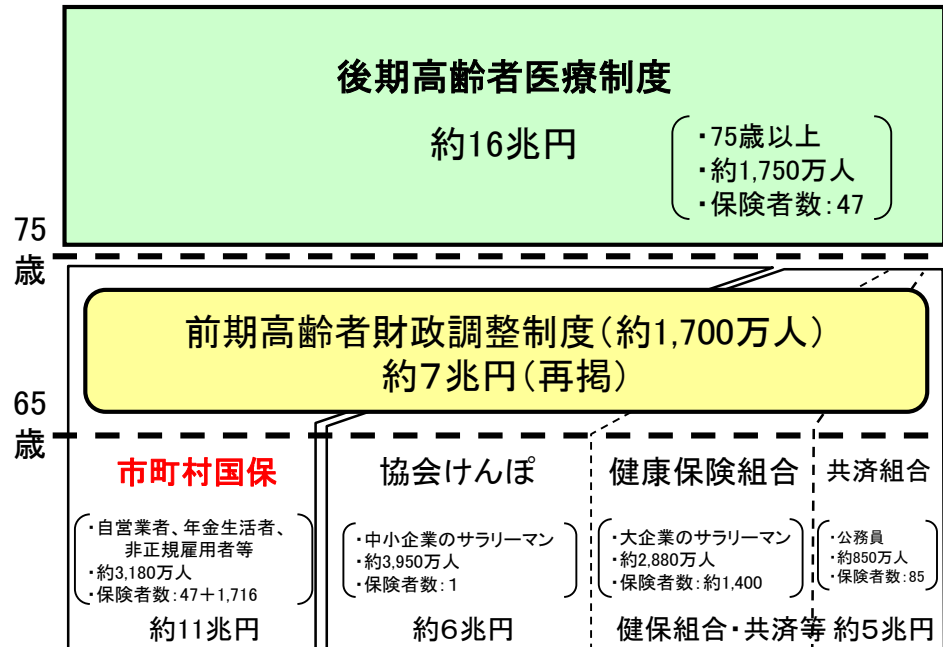 後期高齢者医療制度
約16兆円
・75歳以上
・約1,750万人
・保険者数：47
75
歳
前期高齢者財政調整制度（約1,700万人）
約７兆円（再掲）
65
歳
市町村国保
・自営業者、年金生活者、
非正規雇用者等
・約3,180万人
・保険者数：47＋1,716
約11兆円
協会けんぽ
・中小企業のサラリーマン
・約3,950万人
・保険者数：1
約６兆円
健康保険組合
・大企業のサラリーマン
・約2,880万人
・保険者数：約1,400
共済組合
・公務員
・約850万人
・保険者数：85
健保組合・共済等 約５兆円